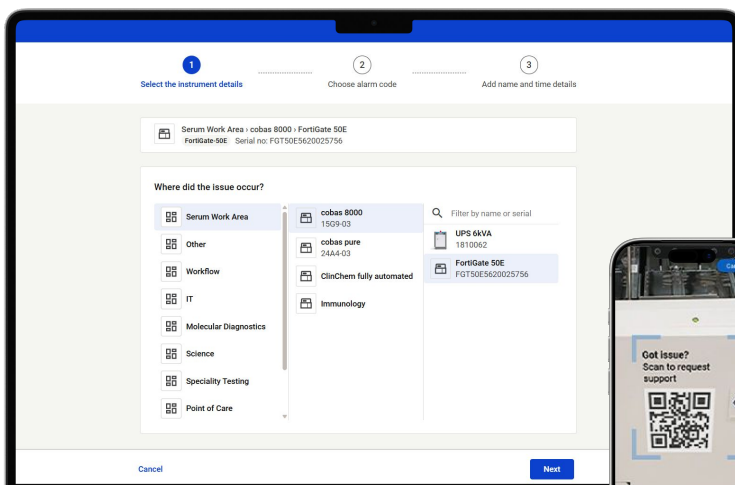 1
2
3
Select the instrument details
Choose alarm code
Add name and time details
Serum Work Area › cobas 8000 › FortiGate 50E
FortiGate-50E Serial no: FGT50E5620025756
Where did the issue occur?
Serum Work Area
Other
Workflow
IT
Molecular Diagnostics
Science
Speciality Testing
Point of Care
cobas 8000
15G9-03
cobas pure
24A4-03
ClinChem fully automated
Immunology
Filter by name or serial
UPS 6kVA
1810062
FortiGate 50E
FGT50E5620025756
Cancel
Next
Got issue?
Scan to request
support